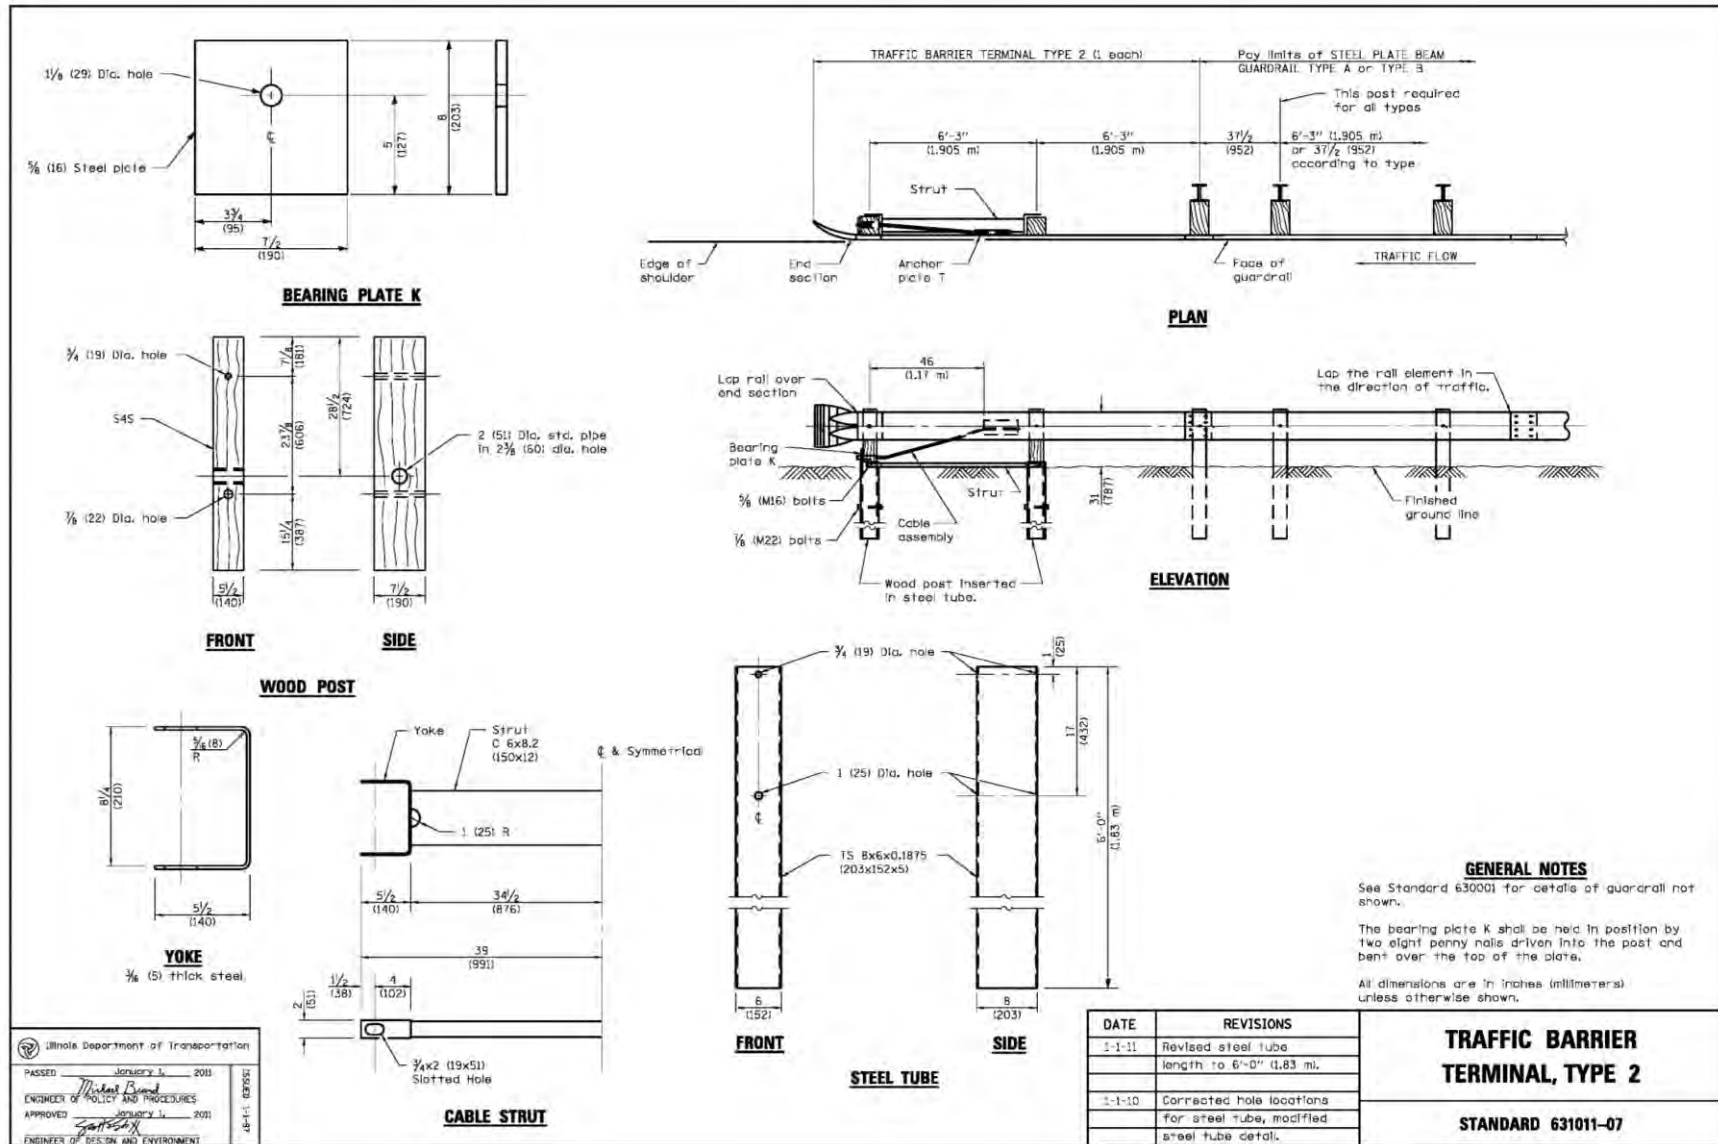 1⅛ (29) Dia. hole
⅝ (16) Steel plate
3¾
(95)
7½
(190)
5
(127)
8
(203)
℄
BEARING PLATE K
¾ (19) Dia. hole
S4S
⅞ (22) Dia. hole
7⅛
(181)
23⅞
(606)
15¼
(387)
28½
(724)
2 (51) Dia. std. pipe
in 2⅜ (60) dia. hole
5½
(140)
7½
(190)
FRONT
SIDE
WOOD POST
5/16 (8)
R
8¼
(210)
5½
(140)
YOKE
3/16 (5) thick steel
Yoke
Strut
C 6x8.2
(150x12)
℄ & Symmetrical
1 (25) R
5½
(140)
34½
(876)
39
(991)
1½
(38)
4
(102)
2
(51)
¾x2 (19x51)
Slotted Hole
CABLE STRUT
TRAFFIC BARRIER TERMINAL TYPE 2 (1 each)
Pay limits of STEEL PLATE BEAM
GUARDRAIL TYPE A or TYPE B
This post required
for all types
6'-3"
(1.905 m)
6'-3"
(1.905 m)
37½
(952)
6'-3" (1.905 m)
or 37½ (952)
according to type
Strut
Edge of
shoulder
End
section
Anchor
plate T
Face of
guardrail
TRAFFIC FLOW
PLAN
46
(1.17 m)
Lap rail over
end section
Lap the rail element in
the direction of traffic.
Bearing
plate K
⅝ (M16) bolts
⅞ (M22) bolts
Strut
Cable
assembly
31
(787)
Finished
ground line
Wood post inserted
in steel tube.
ELEVATION
¾ (19) Dia. hole
1
(25)
17
(432)
1 (25) Dia. hole
℄
6'-0"
(1.83 m)
TS 8x6x0.1875
(203x152x5)
6
(152)
8
(203)
FRONT
SIDE
STEEL TUBE
GENERAL NOTES
See Standard 630001 for details of guardrail not
shown.
The bearing plate K shall be held in position by
two eight penny nails driven into the post and
bent over the top of the plate.
All dimensions are in inches (millimeters)
unless otherwise shown.
DATE
REVISIONS
1-1-11
Revised steel tube
length to 6'-0" (1.83 m).
1-1-10
Corrected hole locations
for steel tube, modified
steel tube detail.
TRAFFIC BARRIER
TERMINAL, TYPE 2
STANDARD 631011-07
Illinois Department of Transportation
PASSED January 1, 2011
ENGINEER OF POLICY AND PROCEDURES
APPROVED January 1, 2011
ENGINEER OF DESIGN AND ENVIRONMENT
ISSUED 1-1-97